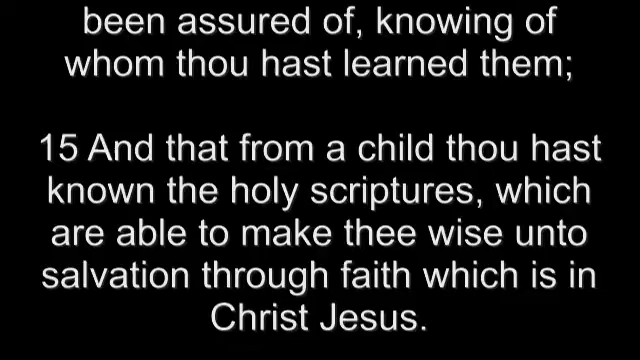 been assured of, knowing of
whom thou hast learned them;
15 And that from a child thou hast
known the holy scriptures, which
are able to make thee wise unto
salvation through faith which is in
Christ Jesus.